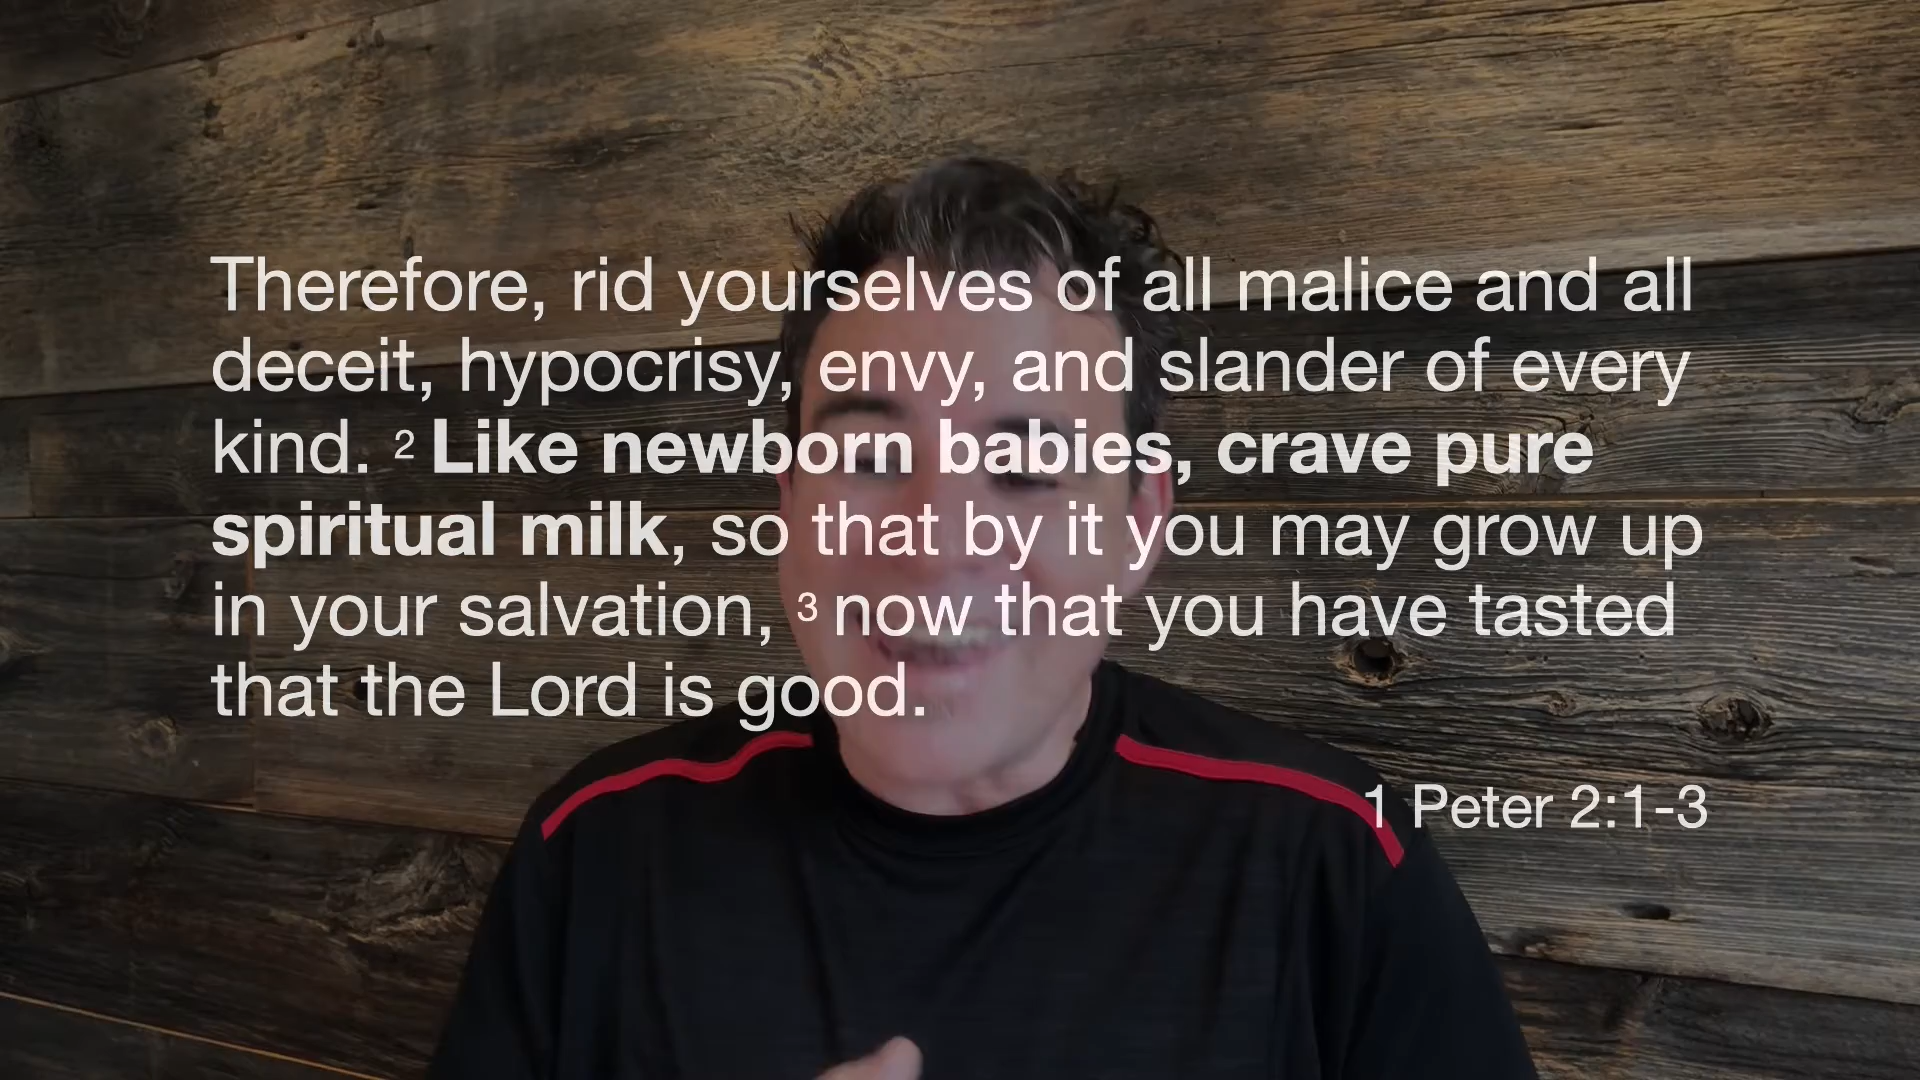 Therefore, rid yourselves of all malice and all
deceit, hypocrisy, envy, and slander of every
kind. 2 Like newborn babies, crave pure
spiritual milk, so that by it you may grow up
in your salvation, 3 now that you have tasted
that the Lord is good.
1 Peter 2:1-3